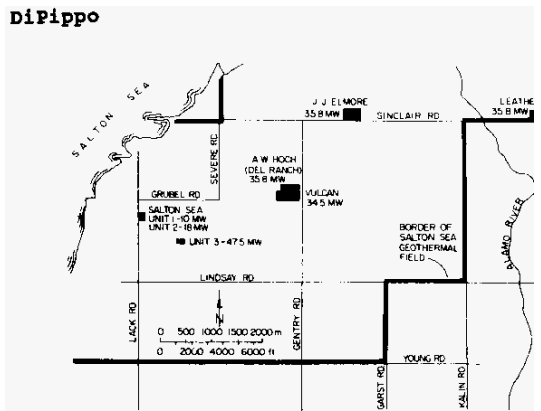 DiPippo
SALTON SEA
J J ELMORE
35.8 MW
LEATHE
35.8 MW
SINCLAIR RD
SEVERE RD
A W HOCH
(DEL RANCH)
35.8 MW
VULCAN
34.5 MW
GRUBEL RD
SALTON SEA
UNIT 1-10 MW
UNIT 2-18 MW
UNIT 3-47.5 MW
BORDER OF
SALTON SEA
GEOTHERMAL
FIELD
ALAMO RIVER
LINDSAY RD
LACK RD
N
0 500 1000 1500 2000 m
0 2000 4000 6000 ft
GENTRY RD
YOUNG RD
GARST RD
KALIN RD